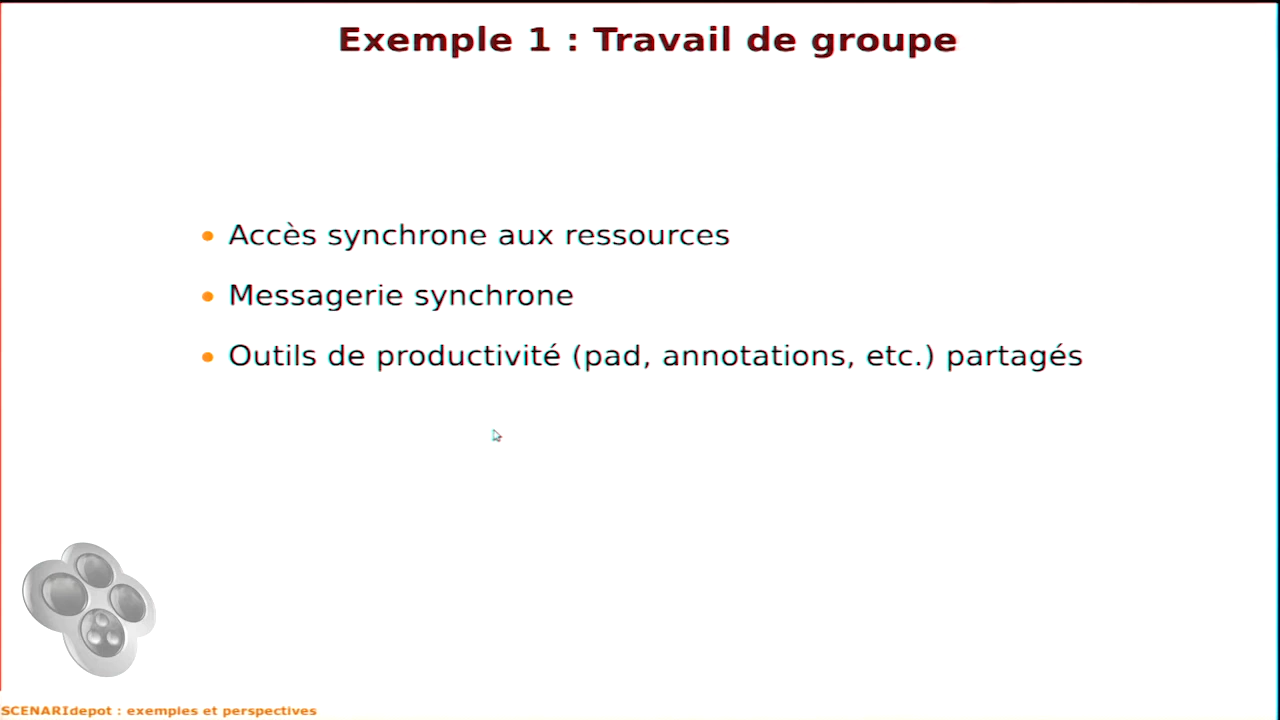 Exemple 1 : Travail de groupe
Accès synchrone aux ressources
Messagerie synchrone
Outils de productivité (pad, annotations, etc.) partagés
SCENARIdepot : exemples et perspectives